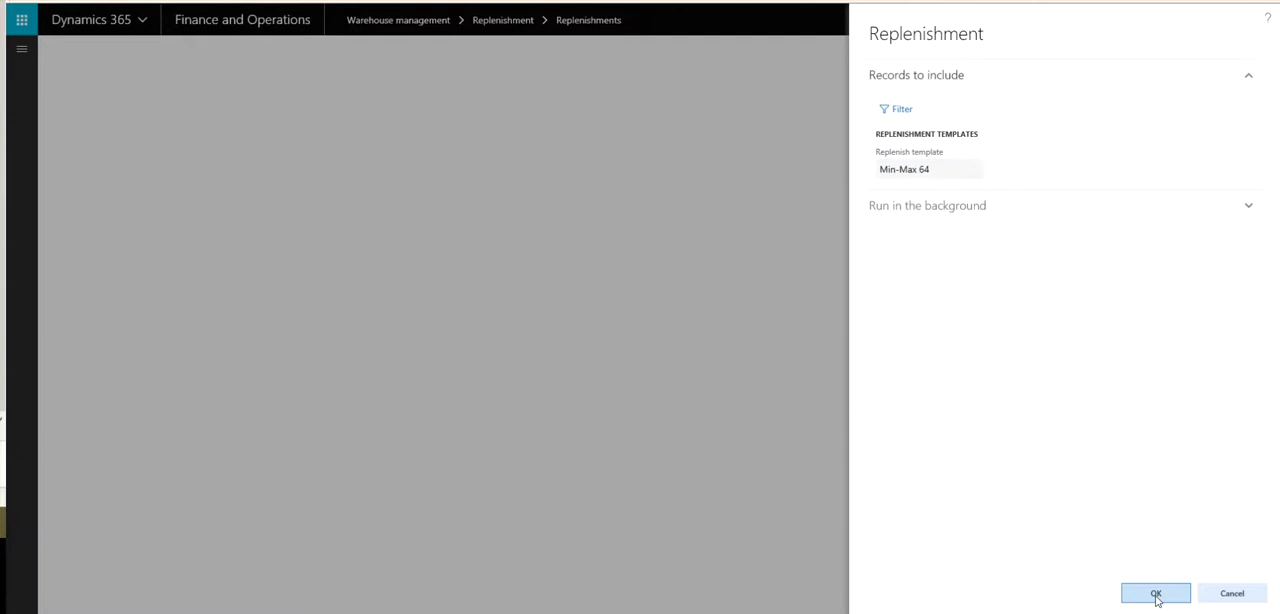 Dynamics 365
Finance and Operations
Warehouse management > Replenishment > Replenishments
?
Replenishment
Records to include
Filter
REPLENISHMENT TEMPLATES
Replenish template
Min-Max 64
Run in the background
OK
Cancel